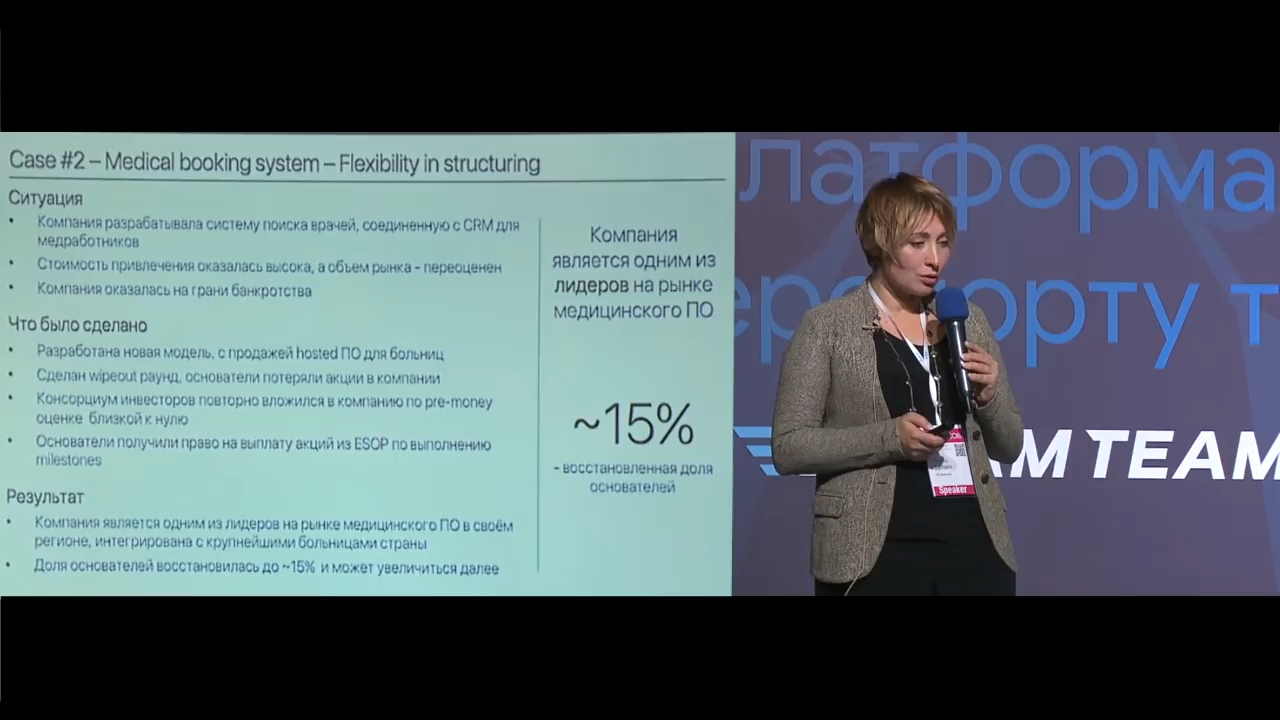 Case #2 – Medical booking system – Flexibility in structuring
Ситуация
• Компания разрабатывала систему поиска врачей, соединенную с CRM для
медработников
• Стоимость привлечения оказалась высока, а объем рынка - переоценен
• Компания оказалась на грани банкротства
Что было сделано
• Разработана новая модель, с продажей hosted ПО для больниц
• Сделан wipeout раунд, основатели потеряли акции в компании
• Консорциум инвесторов повторно вложился в компанию по pre-money
оценке близкой к нулю
• Основатели получили право на выплату акций из ESOP по выполнению
milestones
Результат
• Компания является одним из лидеров на рынке медицинского ПО в своём
регионе, интегрирована с крупнейшими больницами страны
• Доля основателей восстановилась до ~15% и может увеличиться далее
Компания
является одним из
лидеров на рынке
медицинского ПО
~15%
- восстановленная доля
основателей
латформа
орту т
AM TEAM
Speaker